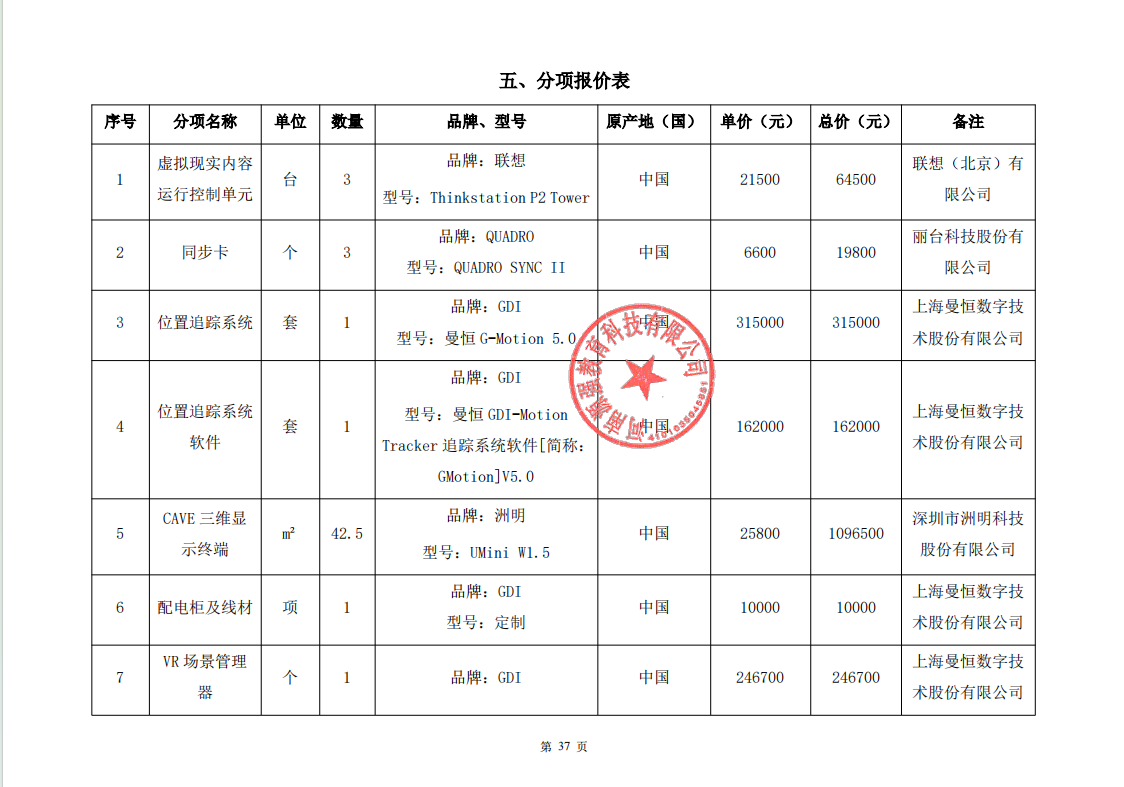 五、分项报价表
序号 分项名称 单位 数量 品牌、型号 原产地（国） 单价（元） 总价（元） 备注
1 虚拟现实内容运行控制单元 台 3 品牌：联想 型号：Thinkstation P2 Tower 中国 21500 64500 联想（北京）有限公司
2 同步卡 个 3 品牌：QUADRO 型号：QUADRO SYNC II 中国 6600 19800 丽台科技股份有限公司
3 位置追踪系统 套 1 品牌：GDI 型号：曼恒 G-Motion 5.0 中国 315000 315000 上海曼恒数字技术股份有限公司
4 位置追踪系统软件 套 1 品牌：GDI 型号：曼恒 GDI-Motion Tracker 追踪系统软件[简称：GMotion]V5.0 中国 162000 162000 上海曼恒数字技术股份有限公司
5 CAVE 三维显示终端 m² 42.5 品牌：洲明 型号：UMini W1.5 中国 25800 1096500 深圳市洲明科技股份有限公司
6 配电柜及线材 项 1 品牌：GDI 型号：定制 中国 10000 10000 上海曼恒数字技术股份有限公司
7 VR 场景管理器 个 1 品牌：GDI 中国 246700 246700 上海曼恒数字技术股份有限公司
教育科技有限公司
第 37 页